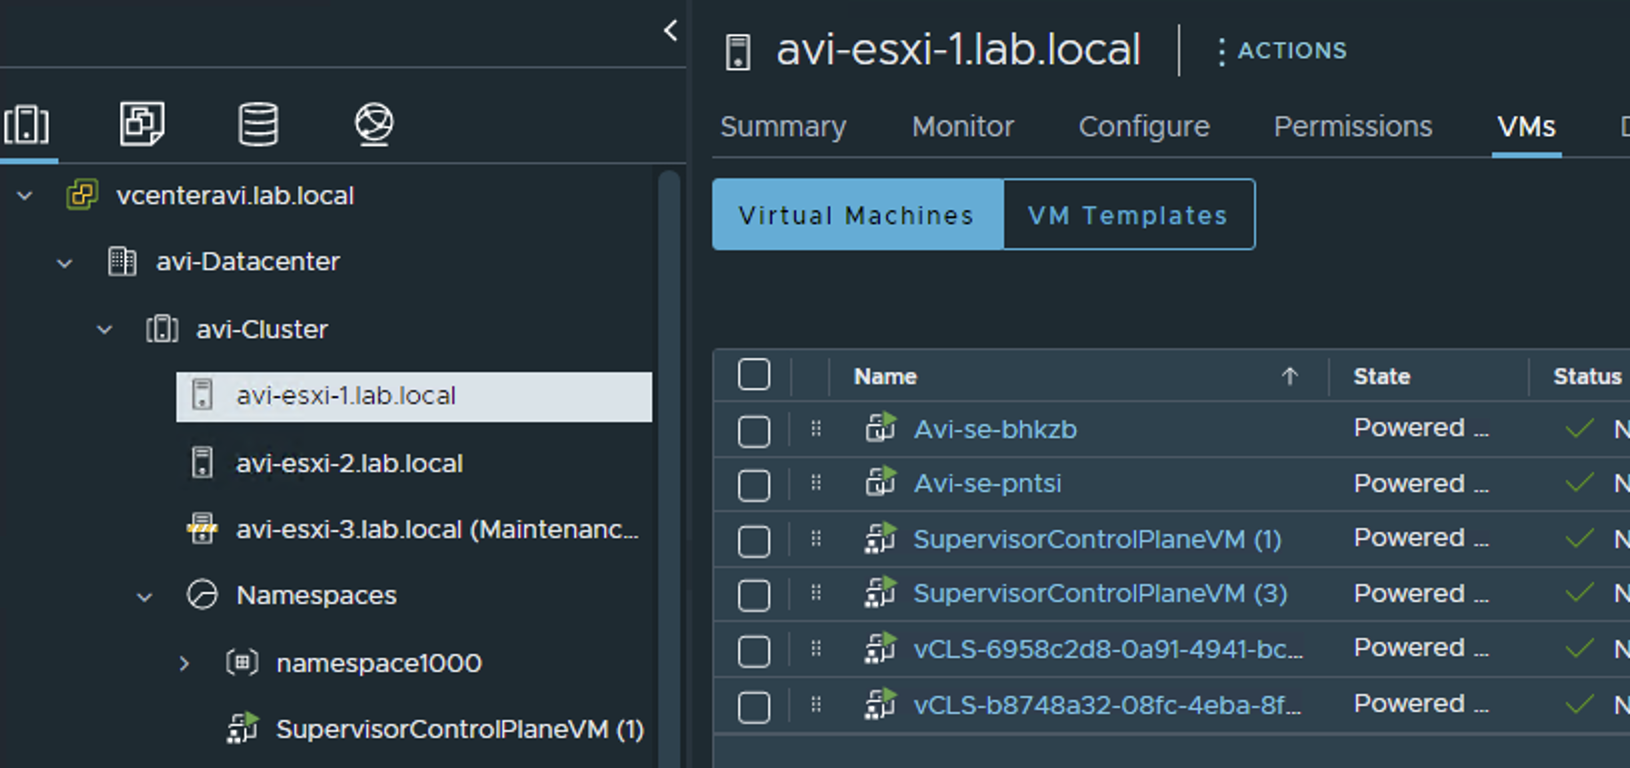 vcenteravi.lab.local
avi-Datacenter
avi-Cluster
avi-esxi-1.lab.local
avi-esxi-2.lab.local
avi-esxi-3.lab.local (Maintenanc...
Namespaces
namespace1000
SupervisorControlPlaneVM (1)
avi-esxi-1.lab.local
ACTIONS
Summary Monitor Configure Permissions VMs
Virtual Machines VM Templates
Name State Status
Avi-se-bhkzb Powered ... N
Avi-se-pntsi Powered ... N
SupervisorControlPlaneVM (1) Powered ... N
SupervisorControlPlaneVM (3) Powered ... N
vCLS-6958c2d8-0a91-4941-bc... Powered ... N
vCLS-b8748a32-08fc-4eba-8f... Powered ... N